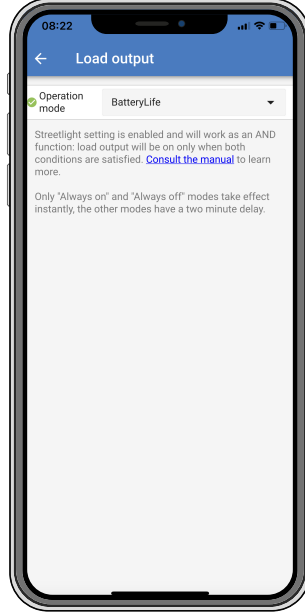 08:22
Load output
Operation
mode
BatteryLife
Streetlight setting is enabled and will work as an AND
function: load output will be on only when both
conditions are satisfied. Consult the manual to learn
more.
Only "Always on" and "Always off" modes take effect
instantly, the other modes have a two minute delay.